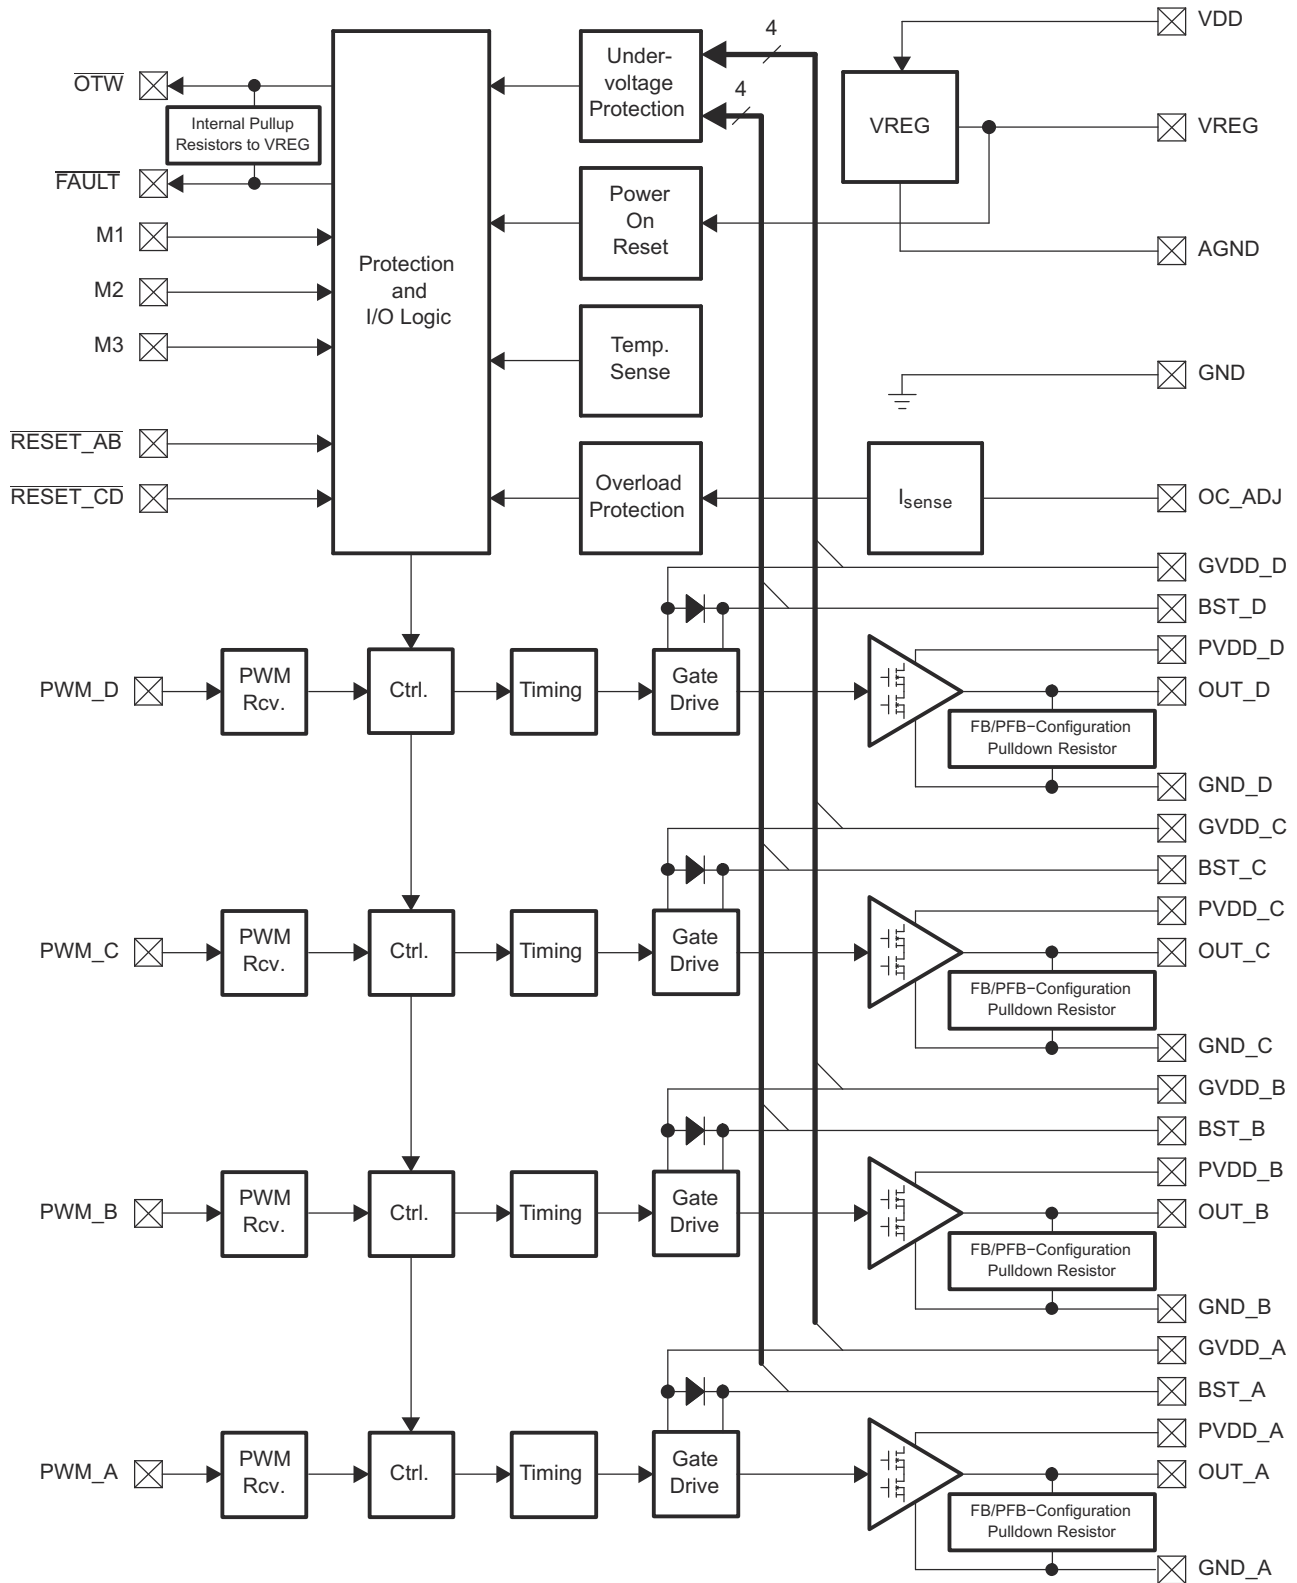 4
VDD
Under-
voltage
Protection
OTW
4
Internal Pullup
Resistors to VREG
VREG
VREG
FAULT
Power
On
Reset
M1
AGND
Protection
and
I/O Logic
M2
M3
Temp.
Sense
GND
RESET_AB
RESET_CD
Overload
Protection
Isense
OC_ADJ
GVDD_D
BST_D
PVDD_D
PWM_D
PWM
Rcv.
Ctrl.
Timing
Gate
Drive
OUT_D
FB/PFB−Configuration
Pulldown Resistor
GND_D
GVDD_C
BST_C
PVDD_C
PWM_C
PWM
Rcv.
Ctrl.
Timing
Gate
Drive
OUT_C
FB/PFB−Configuration
Pulldown Resistor
GND_C
GVDD_B
BST_B
PVDD_B
PWM_B
PWM
Rcv.
Ctrl.
Timing
Gate
Drive
OUT_B
FB/PFB−Configuration
Pulldown Resistor
GND_B
GVDD_A
BST_A
PVDD_A
PWM_A
PWM
Rcv.
Ctrl.
Timing
Gate
Drive
OUT_A
FB/PFB−Configuration
Pulldown Resistor
GND_A